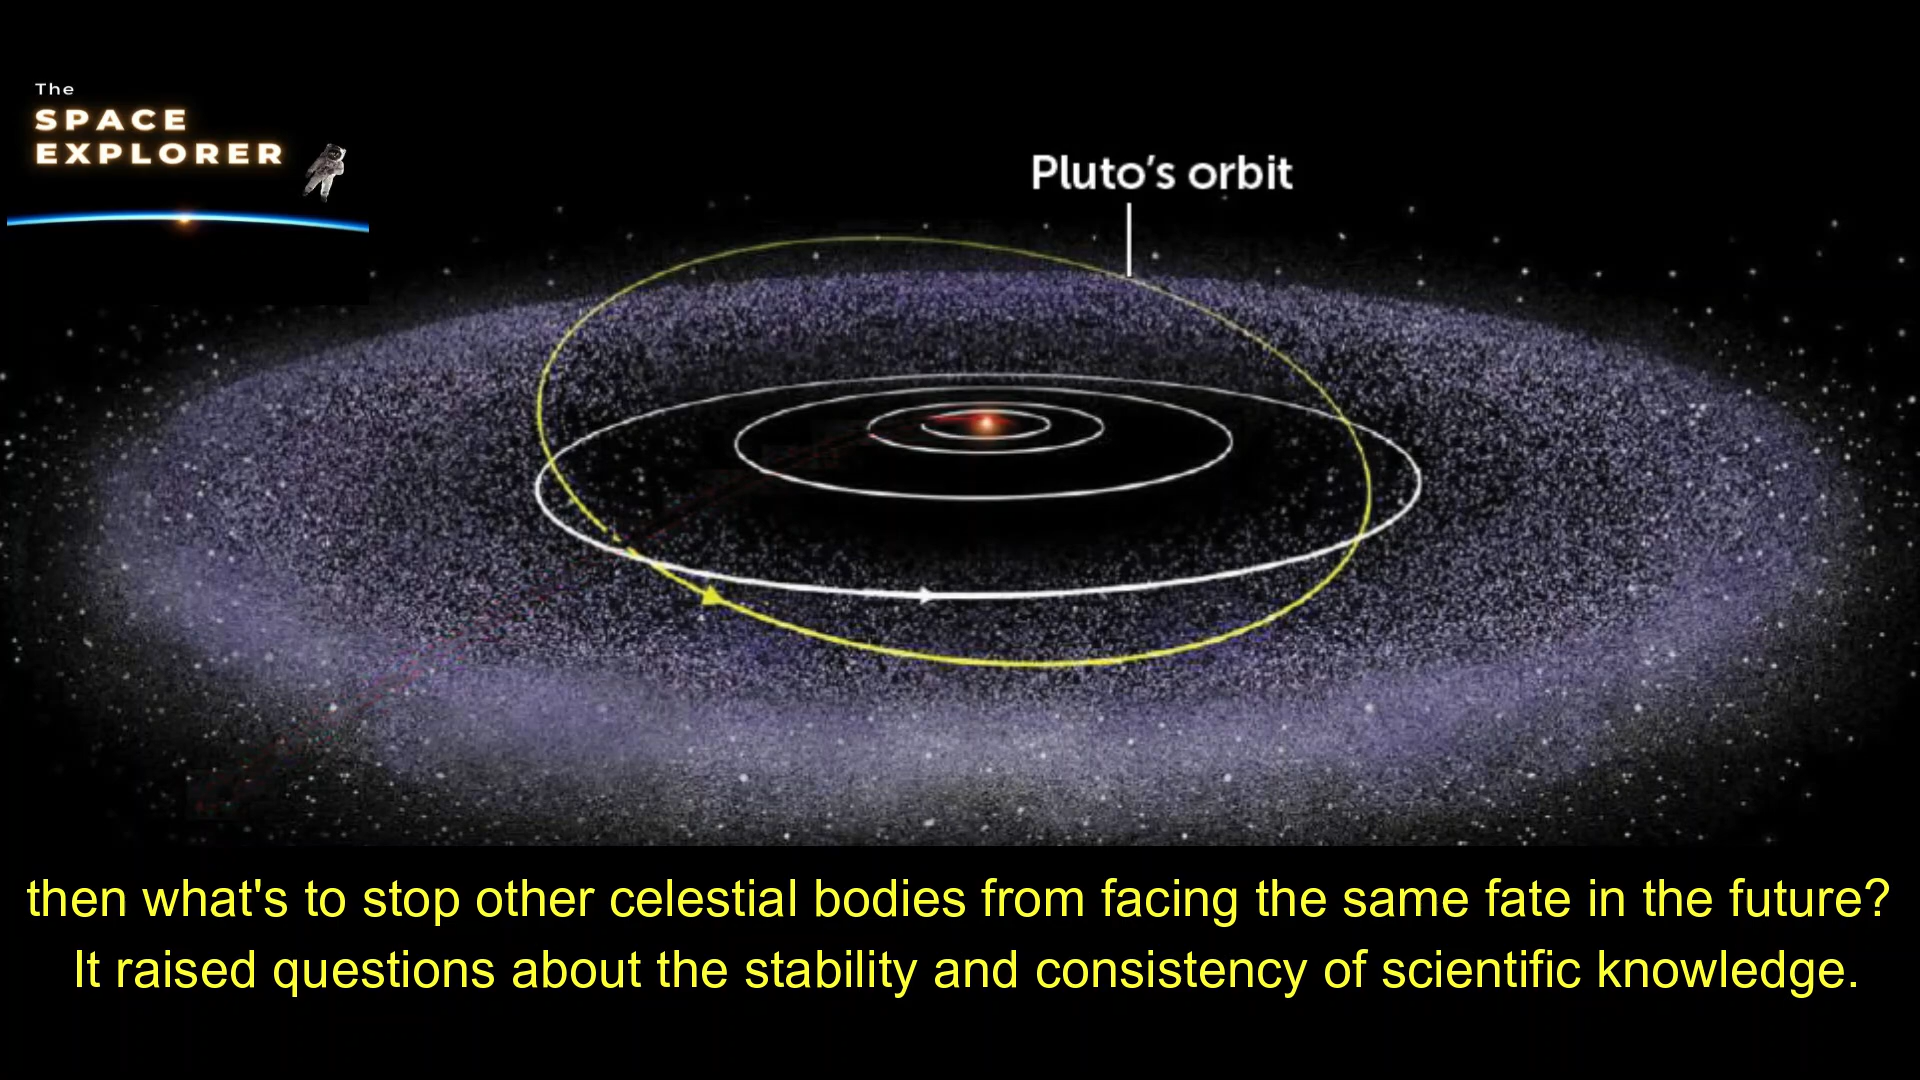 The
SPACE
EXPLORER
Pluto's orbit
then what's to stop other celestial bodies from facing the same fate in the future?
It raised questions about the stability and consistency of scientific knowledge.